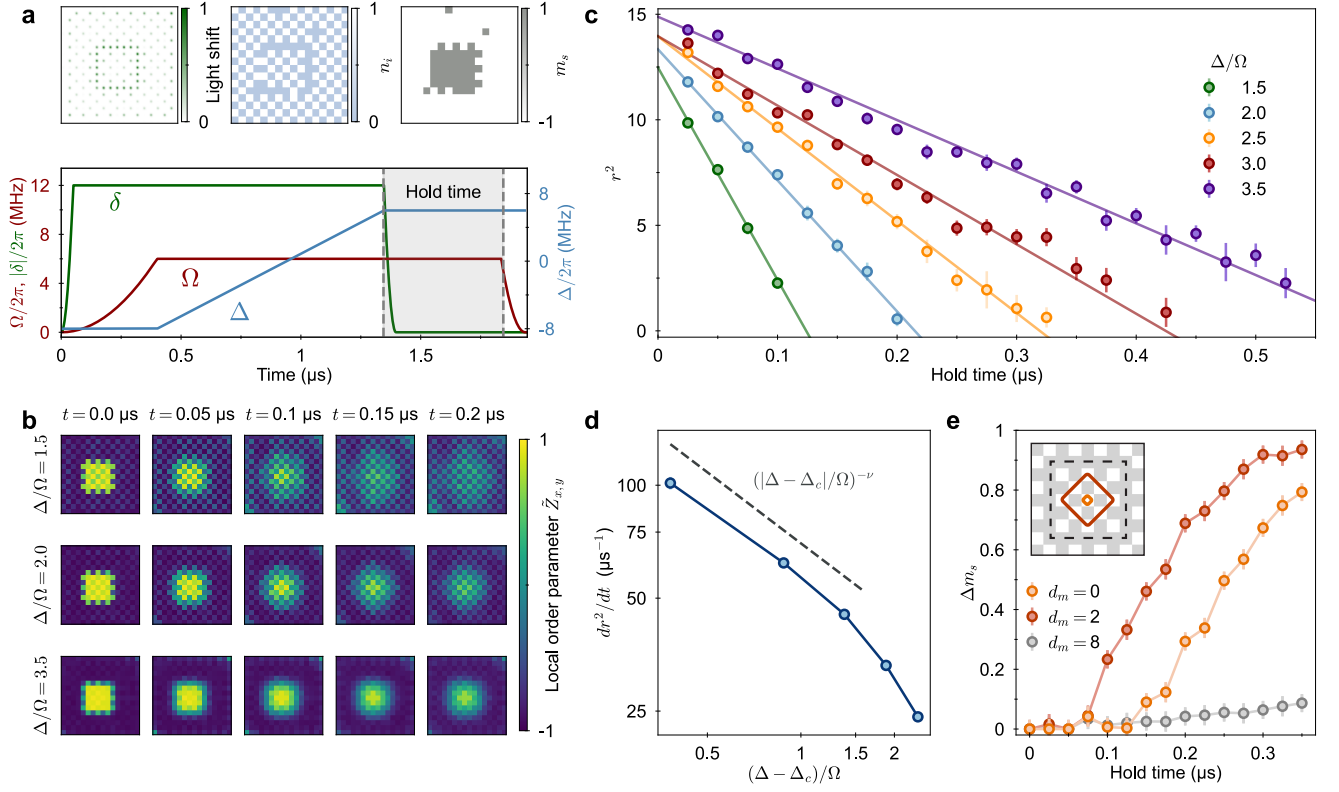 a
1
0
Light shift
1
0
n_i
1
-1
m_s
Ω/2π, |δ|/2π (MHz)
12
6
0
δ
Ω
Δ
Hold time
8
0
-8
Δ/2π (MHz)
0
0.5
1
1.5
Time (μs)
b
t = 0.0 μs
t = 0.05 μs
t = 0.1 μs
t = 0.15 μs
t = 0.2 μs
Δ/Ω = 1.5
Δ/Ω = 2.0
Δ/Ω = 3.5
1
-1
Local order parameter Z̃_{x,y}
c
r²
15
10
5
0
0
0.1
0.2
0.3
0.4
0.5
Hold time (μs)
Δ/Ω
1.5
2.0
2.5
3.0
3.5
d
dr²/dt (μs⁻¹)
100
75
50
25
(|Δ − Δ_c|/Ω)^{−ν}
0.5
1
1.5
2
(Δ − Δ_c)/Ω
e
Δm_s
1
0.8
0.6
0.4
0.2
0
d_m = 0
d_m = 2
d_m = 8
0
0.1
0.2
0.3
Hold time (μs)